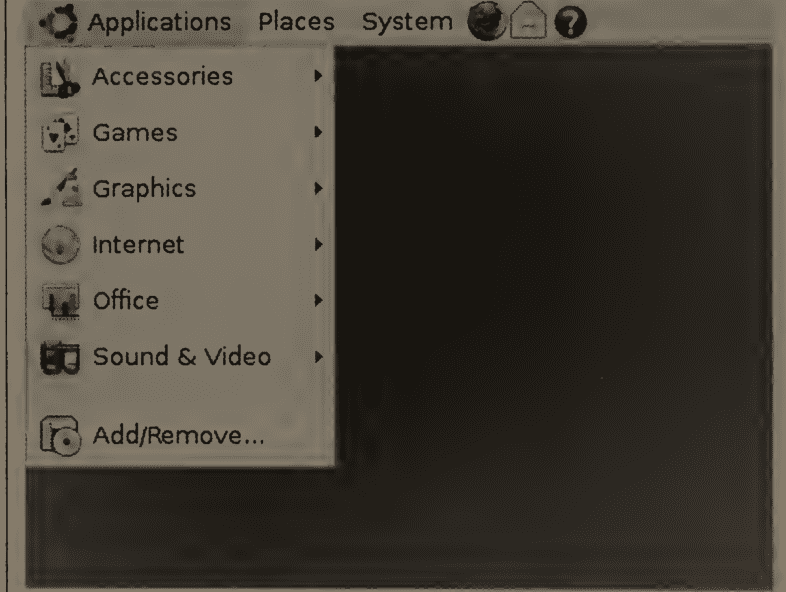 Applications Places System
Accessories
Games
Graphics
Internet
Office
Sound & Video
Add/Remove...